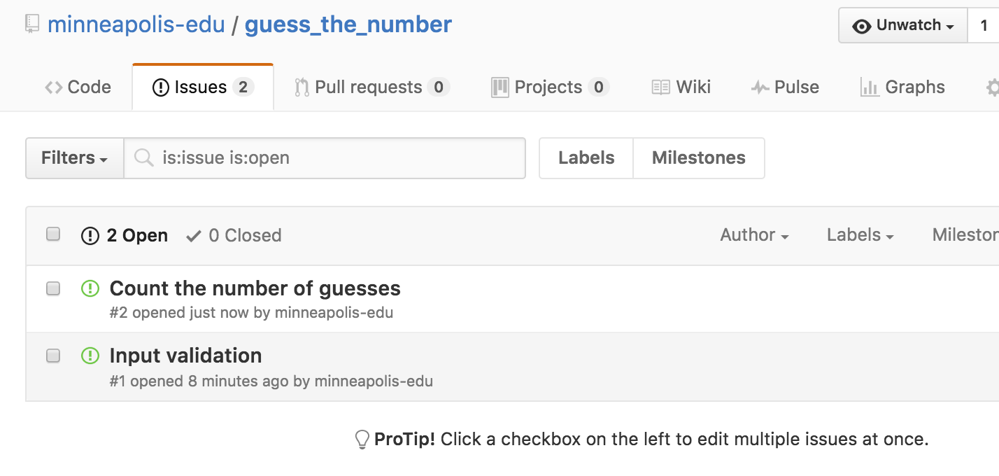 minneapolis-edu / guess_the_number
Unwatch 1
Code Issues 2 Pull requests 0 Projects 0 Wiki Pulse Graphs
Filters is:issue is:open Labels Milestones
2 Open 0 Closed Author Labels Mileston
Count the number of guesses
#2 opened just now by minneapolis-edu
Input validation
#1 opened 8 minutes ago by minneapolis-edu
ProTip! Click a checkbox on the left to edit multiple issues at once.